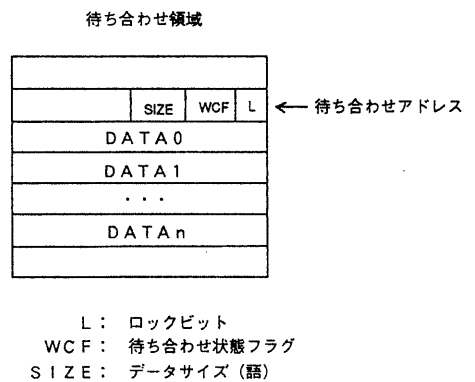 待ち合わせ領域
SIZE WCF L ← 待ち合わせアドレス
DATA0
DATA1
・・・
DATAn
L： ロックビット
WCF： 待ち合わせ状態フラグ
SIZE： データサイズ（語）